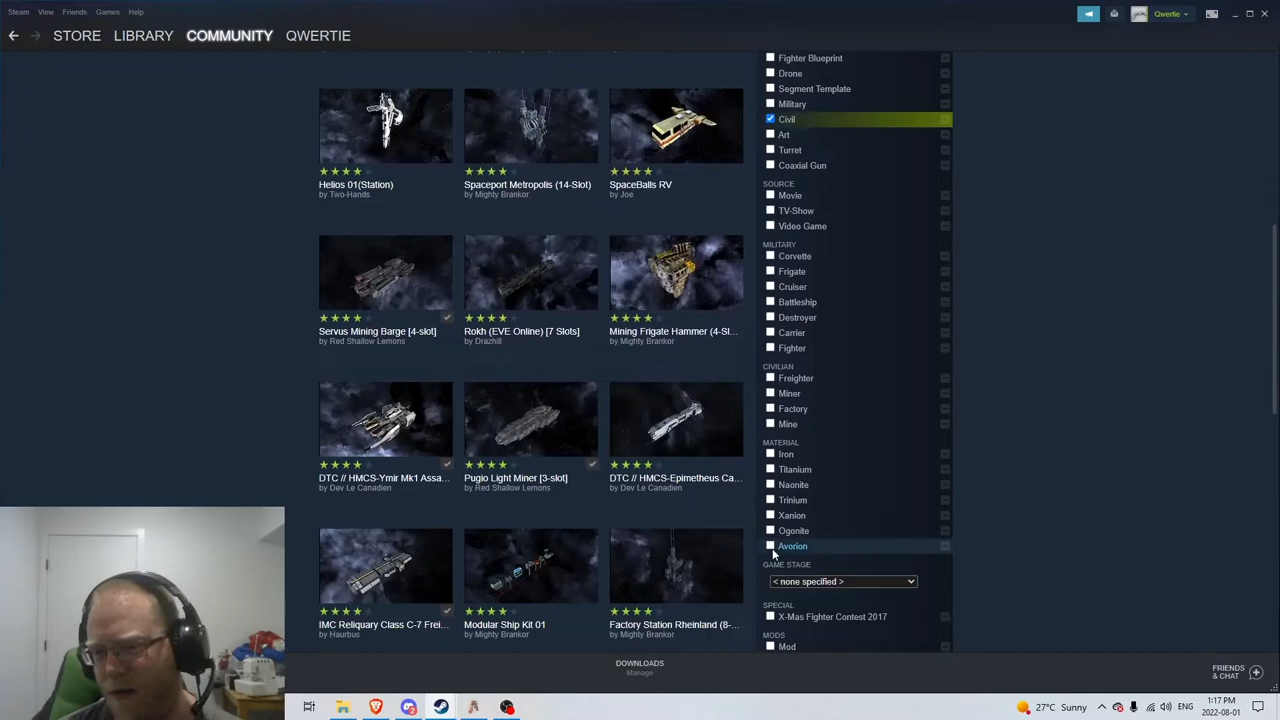 Steam View Friends Games Help
Qwertie
STORE LIBRARY COMMUNITY QWERTIE
Fighter Blueprint
Drone
Segment Template
Military
Civil
Art
Turret
Coaxial Gun
SOURCE
Movie
TV-Show
Video Game
MILITARY
Corvette
Frigate
Cruiser
Battleship
Destroyer
Carrier
Fighter
CIVILIAN
Freighter
Miner
Factory
Mine
MATERIAL
Iron
Titanium
Naonite
Trinium
Xanion
Ogonite
Avorion
GAME STAGE
< none specified >
SPECIAL
X-Mas Fighter Contest 2017
MODS
Mod
Helios 01(Station)
by Two-Hands
Spaceport Metropolis (14-Slot)
by Mighty Brankor
SpaceBalls RV
by Joe
Servus Mining Barge [4-slot]
by Red Shallow Lemons
Rokh (EVE Online) [7 Slots]
by Drazhill
Mining Frigate Hammer (4-Sl...
by Mighty Brankor
DTC // HMCS-Ymir Mk1 Assa...
by Dev Le Canadien
Pugio Light Miner [3-slot]
by Red Shallow Lemons
DTC // HMCS-Epimetheus Ca...
by Dev Le Canadien
IMC Reliquary Class C-7 Frei...
by Haurbus
Modular Ship Kit 01
by Mighty Brankor
Factory Station Rheinland (8-...
by Mighty Brankor
DOWNLOADS
Manage
FRIENDS
& CHAT
27°C Sunny
1:17 PM
2022-08-01